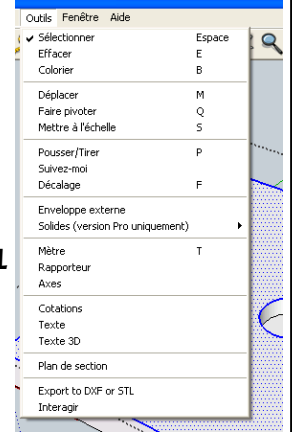 Outils Fenêtre Aide
Sélectionner Espace
Effacer E
Colorier B
Déplacer M
Faire pivoter Q
Mettre à l'échelle S
Pousser/Tirer P
Suivez-moi
Décalage F
Enveloppe externe
Solides (version Pro uniquement)
Mètre T
Rapporteur
Axes
Cotations
Texte
Texte 3D
Plan de section
Export to DXF or STL
Interagir